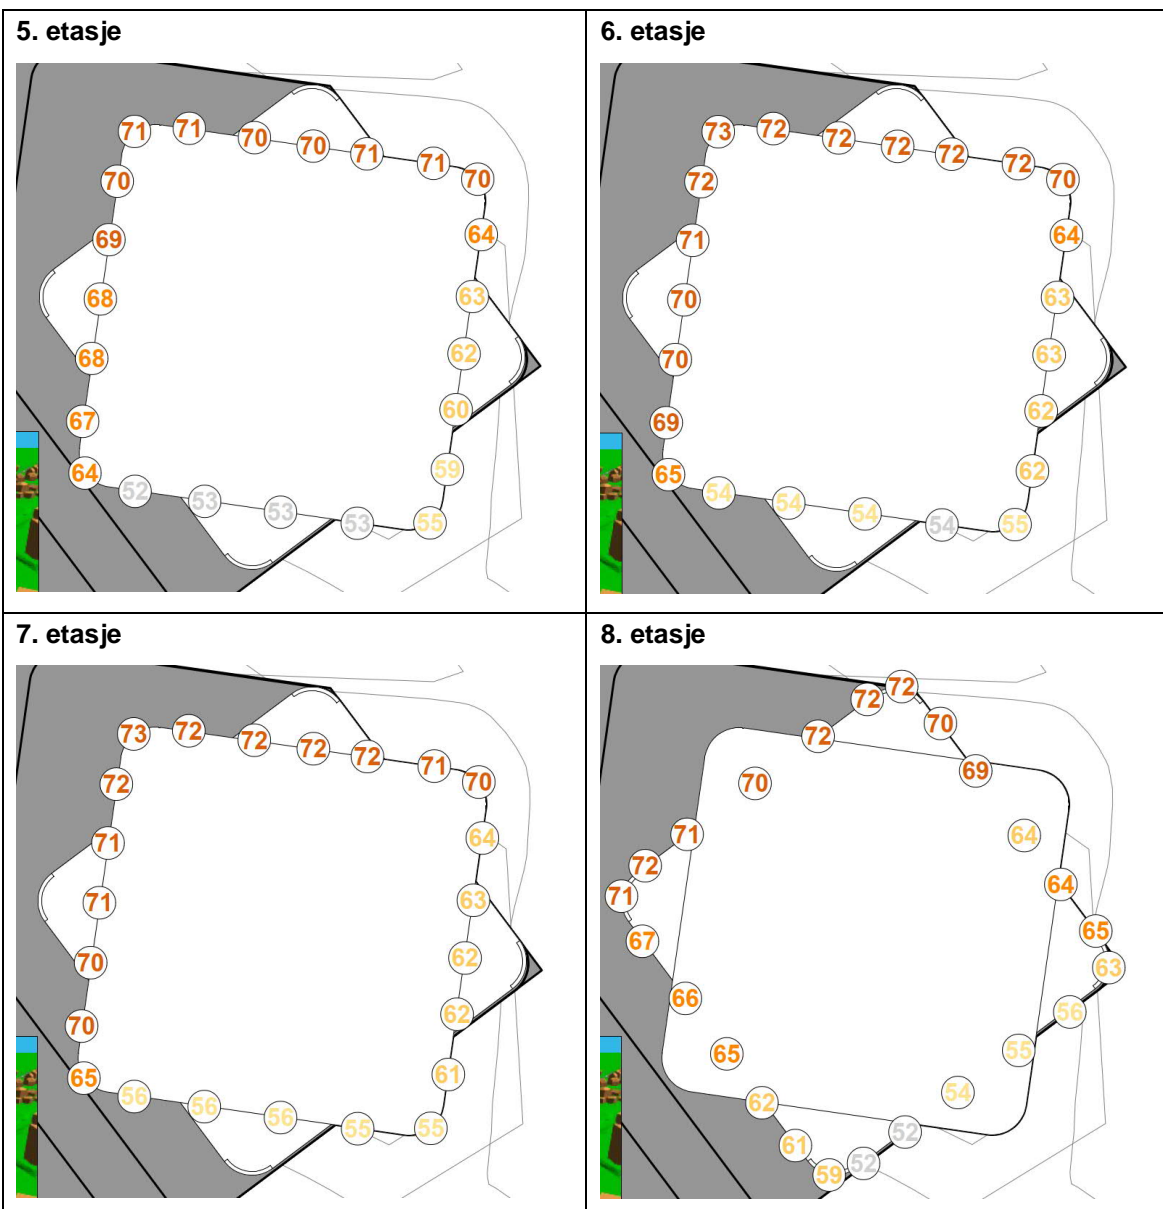 5. etasje
71 71 70 70 71 71 70
70 64
69 63
68 62
68 60
67 59
64 52 53 53 53 55
6. etasje
73 72 72 72 72 72 70
72 64
71 63
70 63
70 62
69 62
65 54 54 54 54 55
7. etasje
73 72 72 72 72 71 70
72 64
71 63
71 62
70 62
70 61
65 56 56 56 55 55
8. etasje
72 72
72 70
70 69
71 64
72 64
71 65
67 63
66 56
65 55
62 54
61 52
59 52